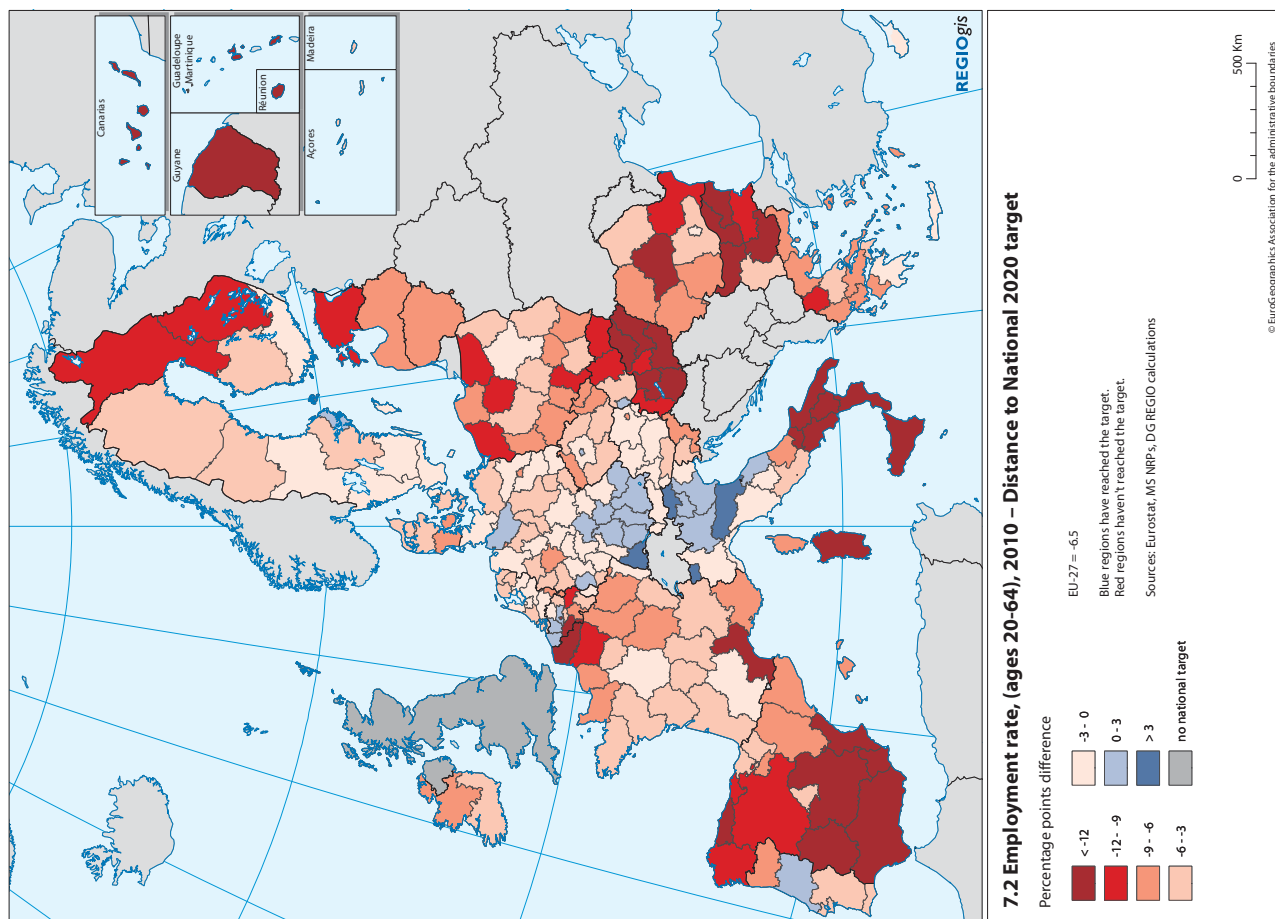 Canarias
Guyane
Guadeloupe
Martinique
Réunion
Açores
Madeira
REGIOgis
7.2 Employment rate, (ages 20–64), 2010 – Distance to National 2020 target
Percentage points difference
< -12
-12 - -9
-9 - -6
-6 - -3
-3 - 0
0 - 3
> 3
no national target
EU-27 = -6.5
Blue regions have reached the target.
Red regions haven't reached the target.
Sources: Eurostat, MS NRPs, DG REGIO calculations
0 500 Km
© EuroGeographics Association for the administrative boundaries